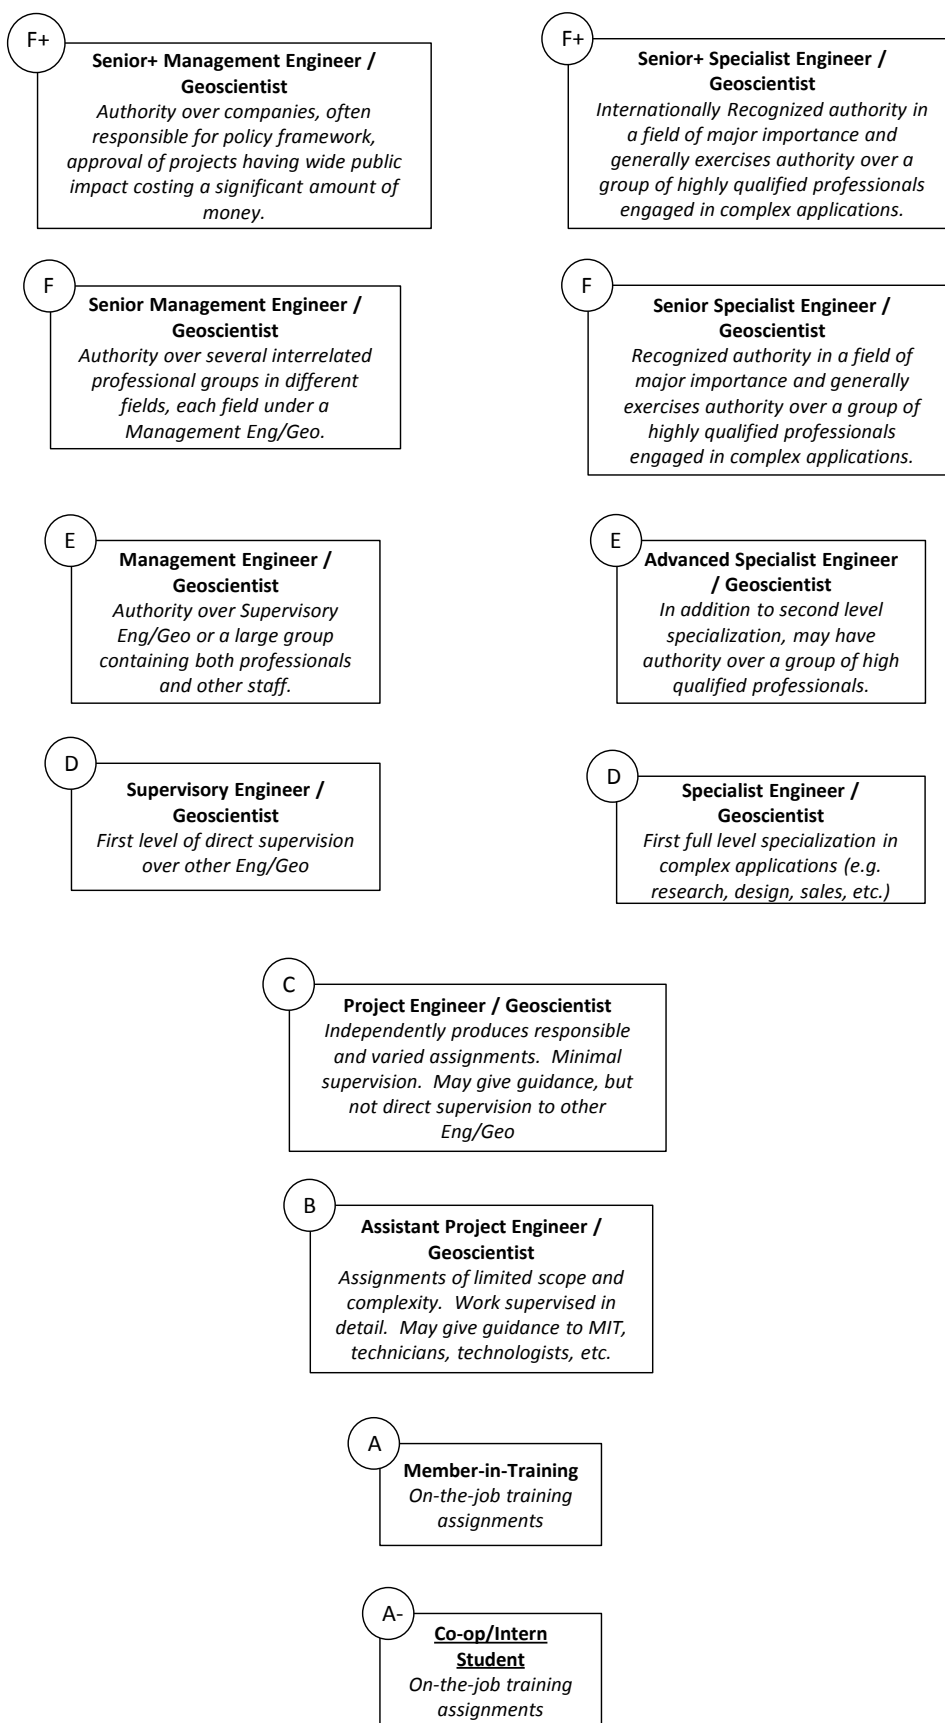 F+
Senior+ Management Engineer /
Geoscientist
Authority over companies, often
responsible for policy framework,
approval of projects having wide public
impact costing a significant amount of
money.
F+
Senior+ Specialist Engineer /
Geoscientist
Internationally Recognized authority in
a field of major importance and
generally exercises authority over a
group of highly qualified professionals
engaged in complex applications.
F
Senior Management Engineer /
Geoscientist
Authority over several interrelated
professional groups in different
fields, each field under a
Management Eng/Geo.
F
Senior Specialist Engineer /
Geoscientist
Recognized authority in a field of
major importance and generally
exercises authority over a group of
highly qualified professionals
engaged in complex applications.
E
Management Engineer /
Geoscientist
Authority over Supervisory
Eng/Geo or a large group
containing both professionals
and other staff.
E
Advanced Specialist Engineer
/ Geoscientist
In addition to second level
specialization, may have
authority over a group of high
qualified professionals.
D
Supervisory Engineer /
Geoscientist
First level of direct supervision
over other Eng/Geo
D
Specialist Engineer /
Geoscientist
First full level specialization in
complex applications (e.g.
research, design, sales, etc.)
C
Project Engineer / Geoscientist
Independently produces responsible
and varied assignments.  Minimal
supervision.  May give guidance, but
not direct supervision to other
Eng/Geo
B
Assistant Project Engineer /
Geoscientist
Assignments of limited scope and
complexity.  Work supervised in
detail.  May give guidance to MIT,
technicians, technologists, etc.
A
Member-in-Training
On-the-job training
assignments
A-
Co-op/Intern
Student
On-the-job training
assignments